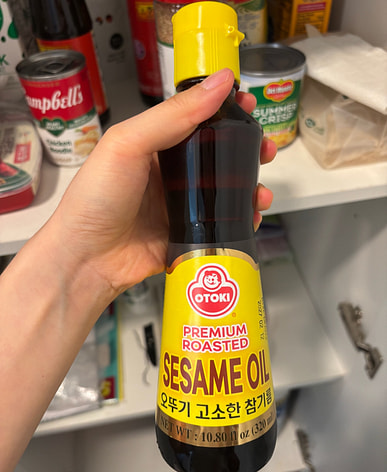 Campbell's
Chicken
Noodle
Del Monte
SUMMER
CRISP
OTOKI
PREMIUM
ROASTED
SESAME OIL
오뚜기 고소한 참기름
NET WT : 10.80 fl oz (320